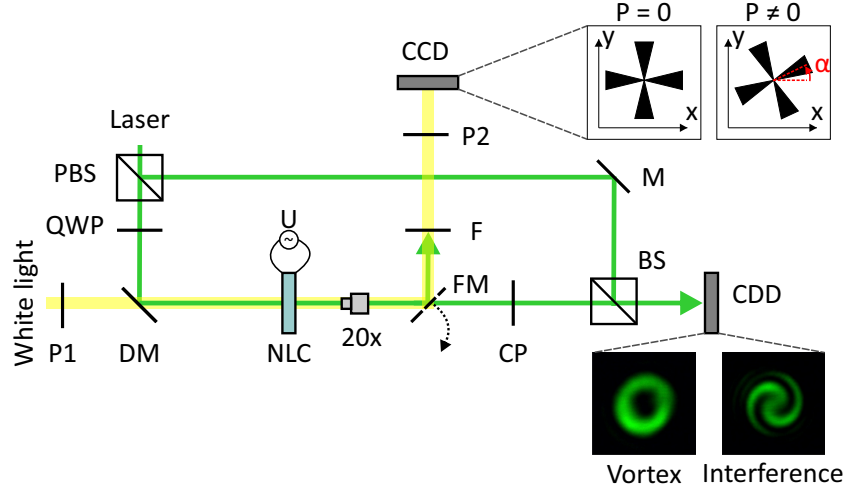 P = 0
P ≠ 0
y
x
y
α
x
CCD
P2
Laser
PBS
M
QWP
U
~
F
BS
White light
P1
DM
NLC
20x
FM
CP
CDD
Vortex
Interference